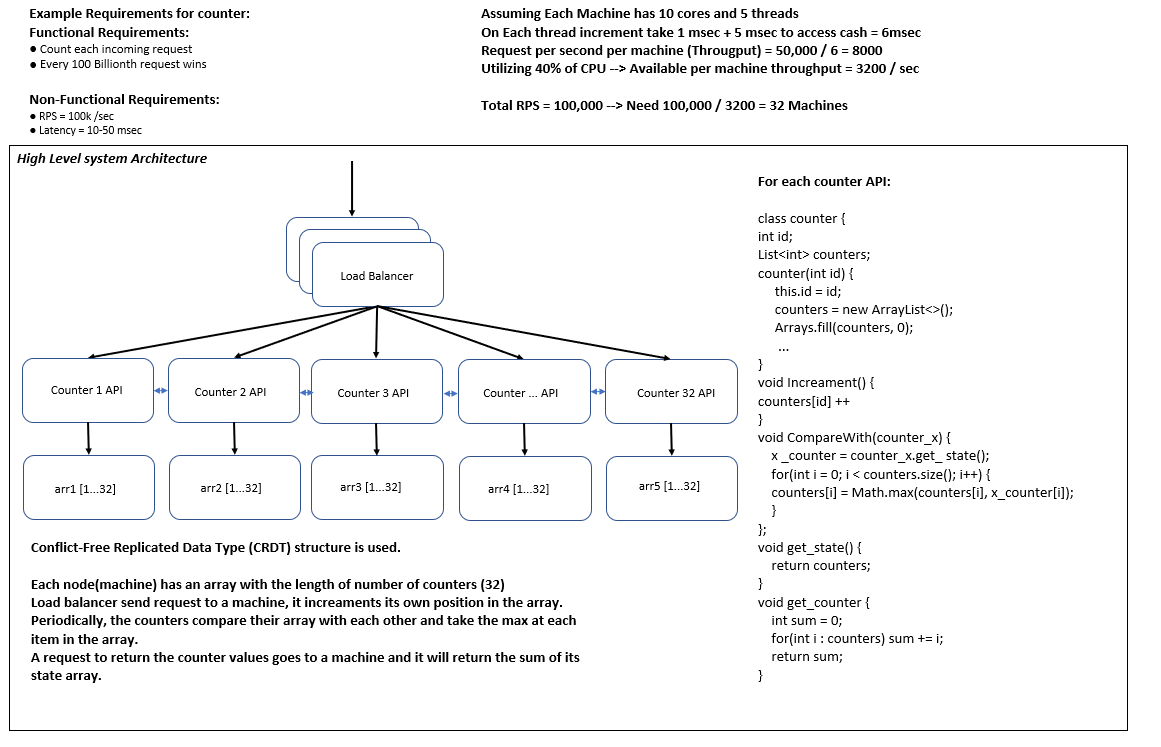 Example Requirements for counter:
Functional Requirements:
● Count each incoming request
● Every 100 Billionth request wins
Non-Functional Requirements:
● RPS = 100k /sec
● Latency = 10-50 msec
Assuming Each Machine has 10 cores and 5 threads
On Each thread increment take 1 msec + 5 msec to access cash = 6msec
Request per second per machine (Througput) = 50,000 / 6 = 8000
Utilizing 40% of CPU --> Available per machine throughput = 3200 / sec
Total RPS = 100,000 --> Need 100,000 / 3200 = 32 Machines
High Level system Architecture
Load Balancer
Counter 1 API
Counter 2 API
Counter 3 API
Counter ... API
Counter 32 API
arr1 [1...32]
arr2 [1...32]
arr3 [1...32]
arr4 [1...32]
arr5 [1...32]
Conflict-Free Replicated Data Type (CRDT) structure is used.
Each node(machine) has an array with the length of number of counters (32)
Load balancer send request to a machine, it increaments its own position in the array.
Periodically, the counters compare their array with each other and take the max at each
item in the array.
A request to return the counter values goes to a machine and it will return the sum of its
state array.
For each counter API:
class counter {
int id;
List<int> counters;
counter(int id) {
this.id = id;
counters = new ArrayList<>();
Arrays.fill(counters, 0);
...
}
void Increament() {
counters[id] ++
}
void CompareWith(counter_x) {
x _counter = counter_x.get_ state();
for(int i = 0; i < counters.size(); i++) {
counters[i] = Math.max(counters[i], x_counter[i]);
}
};
void get_state() {
return counters;
}
void get_counter {
int sum = 0;
for(int i : counters) sum += i;
return sum;
}